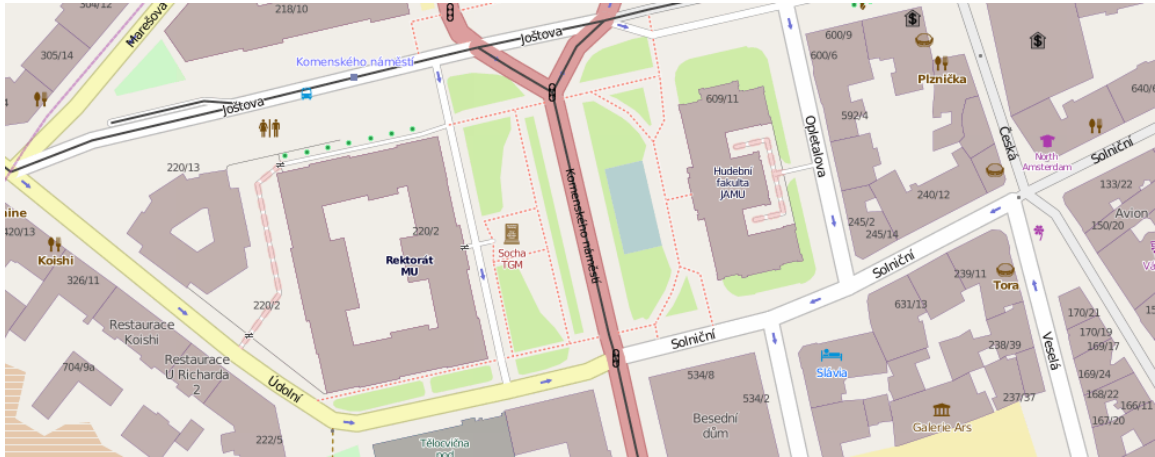 304/12
218/10
Marešova
305/14
Joštova
600/9
600/6
Komenského náměstí
Plznička
640/6
Joštova
609/11
592/4
Opletalova
Česká
Solniční
North
Amsterdam
220/13
Hudební
fakulta
JAMU
Komenského náměstí
240/12
133/22
Avion
150/20
420/13
Koishi
220/2
Rektorát
MU
Socha
TGM
245/2
245/14
Solniční
326/11
239/11
Tora
220/2
631/13
170/21
Restaurace
Koishi
170/19
169/17
Veselá
Solniční
238/39
Restaurace
U Richarda
2
704/9a
Slávia
534/8
169/24
Údolní
534/2
237/37
168/22
166/11
167/20
Besední
dům
Galerie Ars
222/5
Tělocvična
pod